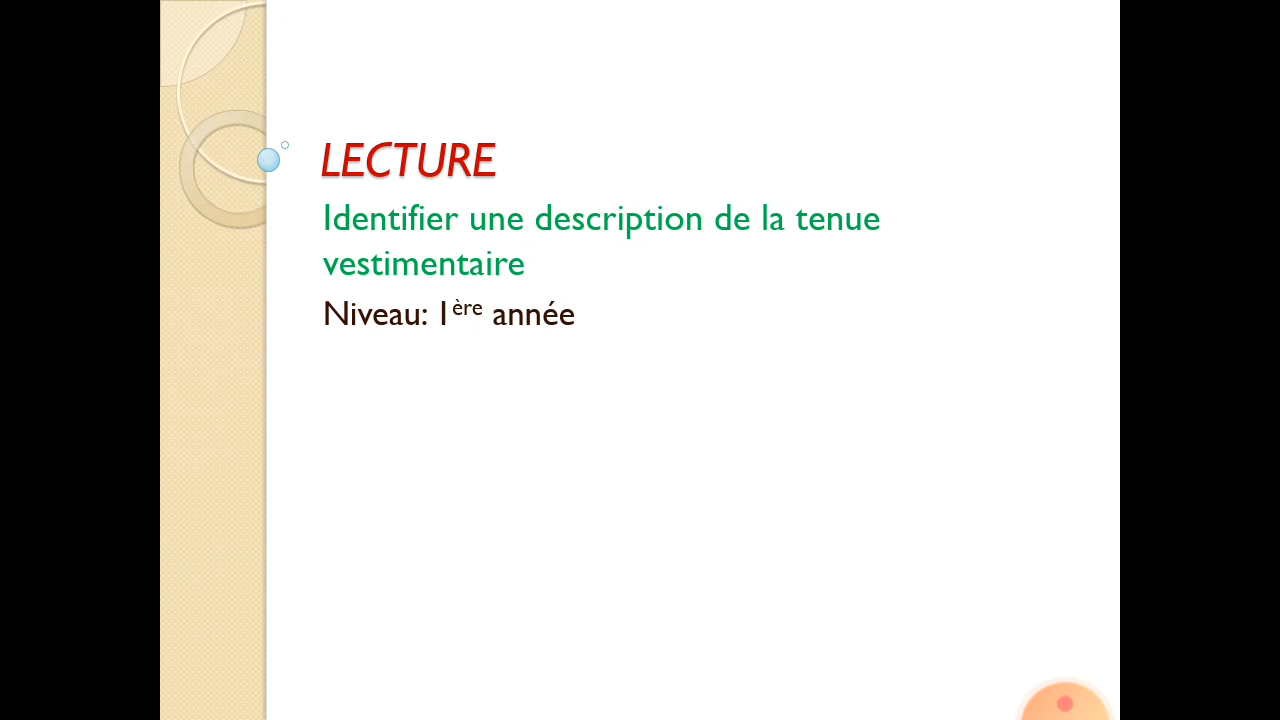 LECTURE
Identifier une description de la tenue
vestimentaire
Niveau: 1ère année